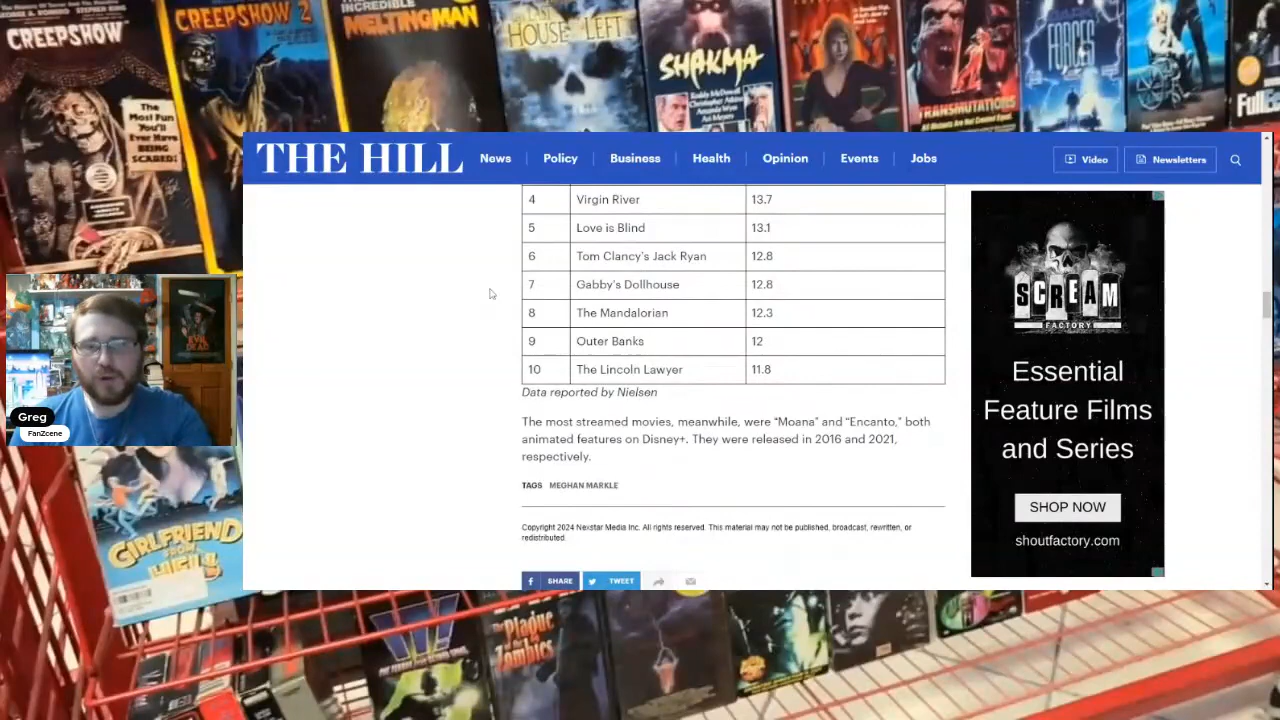 CREEPSHOW
The
Most Fun
You'll
Ever Have
BEING
SCARED!
CREEPSHOW 2
INCREDIBLE
MELTING MAN
HOUSE LEFT
SHAKMA
TRANSMUTATIONS
FORCES
THE HILL
News
Policy
Business
Health
Opinion
Events
Jobs
Video
Newsletters
4 Virgin River 13.7
5 Love is Blind 13.1
6 Tom Clancy's Jack Ryan 12.8
7 Gabby's Dollhouse 12.8
8 The Mandalorian 12.3
9 Outer Banks 12
10 The Lincoln Lawyer 11.8
Data reported by Nielsen
The most streamed movies, meanwhile, were “Moana” and “Encanto,” both
animated features on Disney+. They were released in 2016 and 2021,
respectively.
TAGS MEGHAN MARKLE
Copyright 2024 Nexstar Media Inc. All rights reserved. This material may not be published, broadcast, rewritten, or
redistributed.
SHARE
TWEET
SCREAM
FACTORY
Essential
Feature Films
and Series
SHOP NOW
shoutfactory.com
EVIL
DEAD
Greg
FanZcene
GIRLFRIEND
FROM
HELL
The
Plague
of the
Zombies